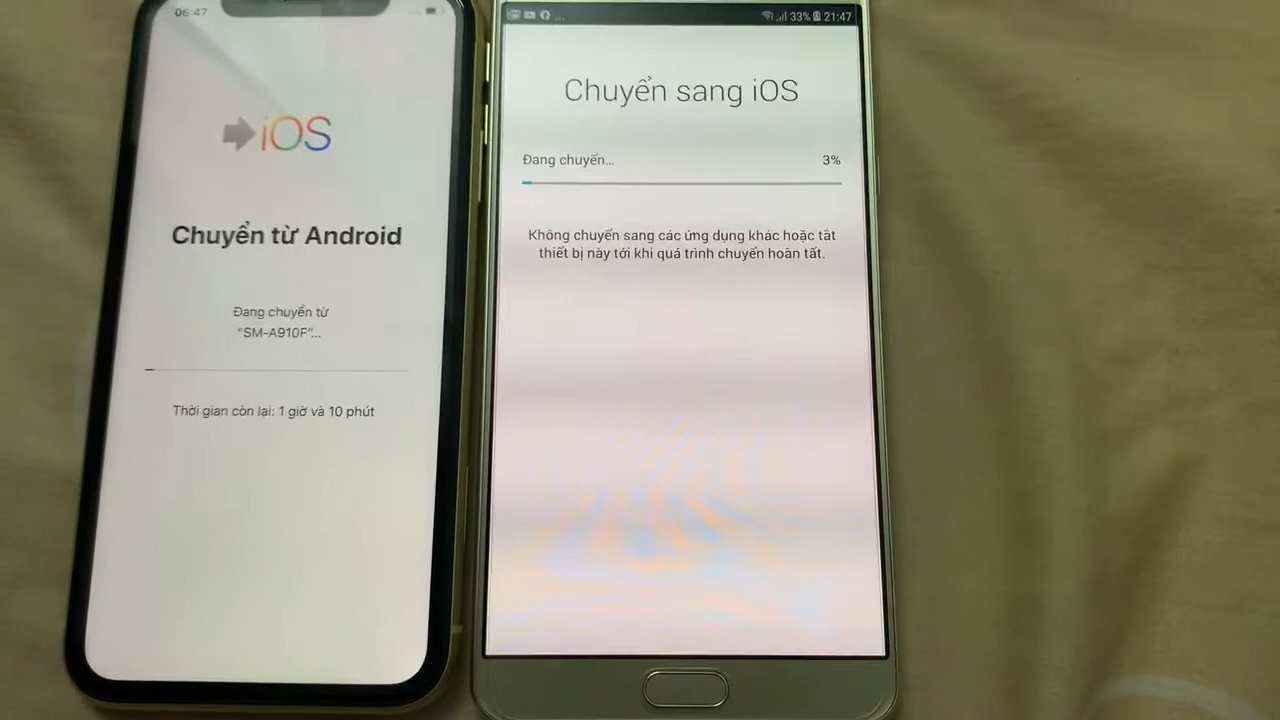 06:47
iOS
Chuyển từ Android
Đang chuyển từ
“SM-A910F”...
Thời gian còn lại: 1 giờ và 10 phút
... 33% 21:47
Chuyển sang iOS
Đang chuyển... 3%
Không chuyển sang các ứng dụng khác hoặc tắt
thiết bị này tới khi quá trình chuyển hoàn tất.